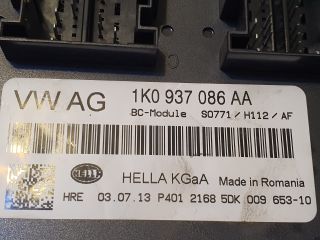 VW AG 1K0 937 086 AA
BC-Module S0771/H112/AF
HELLA HELLA KGaA Made in Romania
HRE 03.07.13 P401 2168 5DK 009 653-10